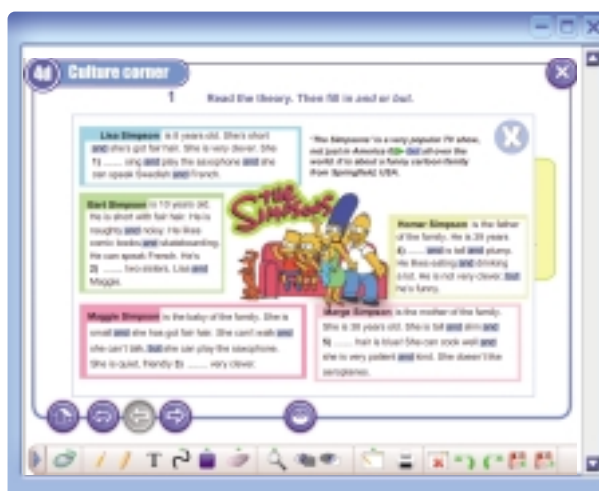 4d Culture corner
1 Read the theory. Then fill in and or but.
Lisa Simpson is 8 years old. She's short
and she's got fair hair. She is very clever. She
1) ...... sing and play the saxophone and she
can speak Swedish and French.
'The Simpsons' is a very popular TV show,
not just in America but all over the
world. It is about a funny cartoon family
from Springfield, USA.
Bart Simpson is 10 years old.
He is short with fair hair. He is
naughty and noisy. He likes
comic books and skateboarding.
He can speak French. He's
2) ...... two sisters, Lisa and
Maggie.
THE
SIMPSONS
Homer Simpson is the father
of the family. He is 39 years
4) ...... and is tall and plump.
He likes eating and drinking
a lot. He is not very clever, but
he's funny.
Maggie Simpson is the baby of the family. She is
small and she has got fair hair. She can't walk and
she can't talk, but she can play the saxophone.
She is quiet, friendly 3) ...... very clever.
Marge Simpson is the mother of the family.
She is 38 years old. She is tall and slim and
5) ...... hair is blue! She can cook well and
she is very patient and kind. She doesn't like
aeroplanes.
T